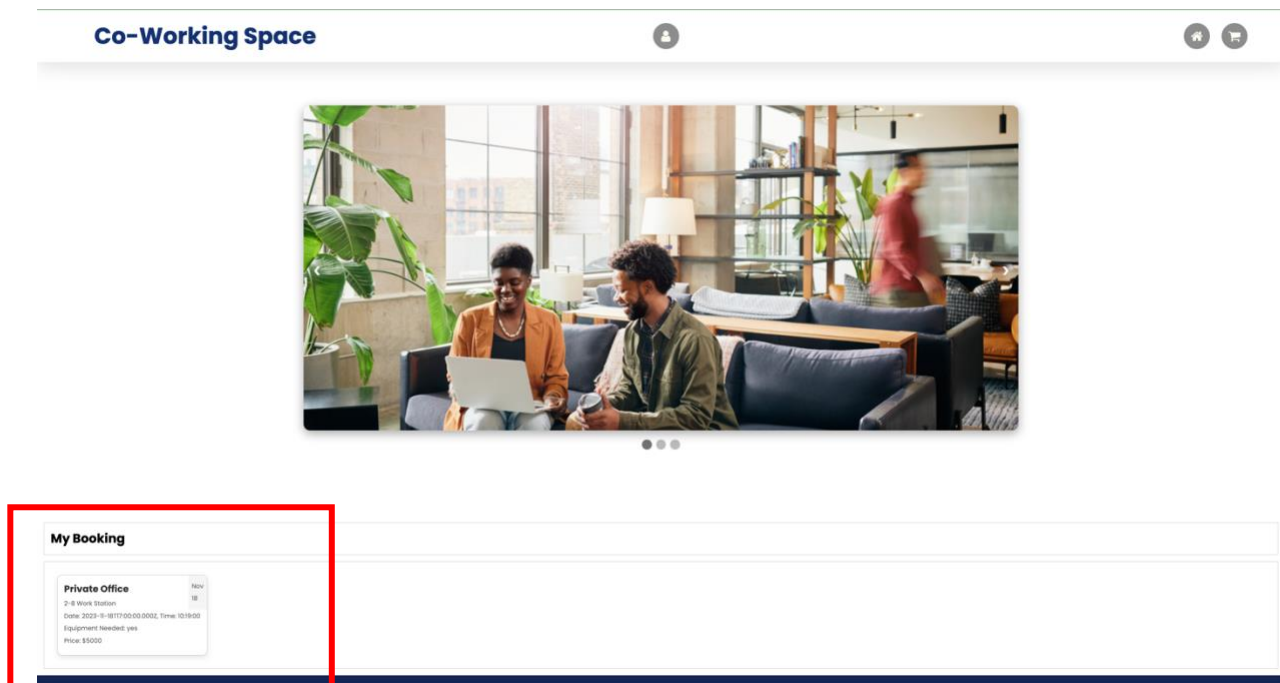 Co-Working Space
My Booking
Private Office
Nov
18
2-8 Work Station
Date: 2023-11-18T17:00:00.000Z, Time: 10:19:00
Equipment Needed: yes
Price: $5000